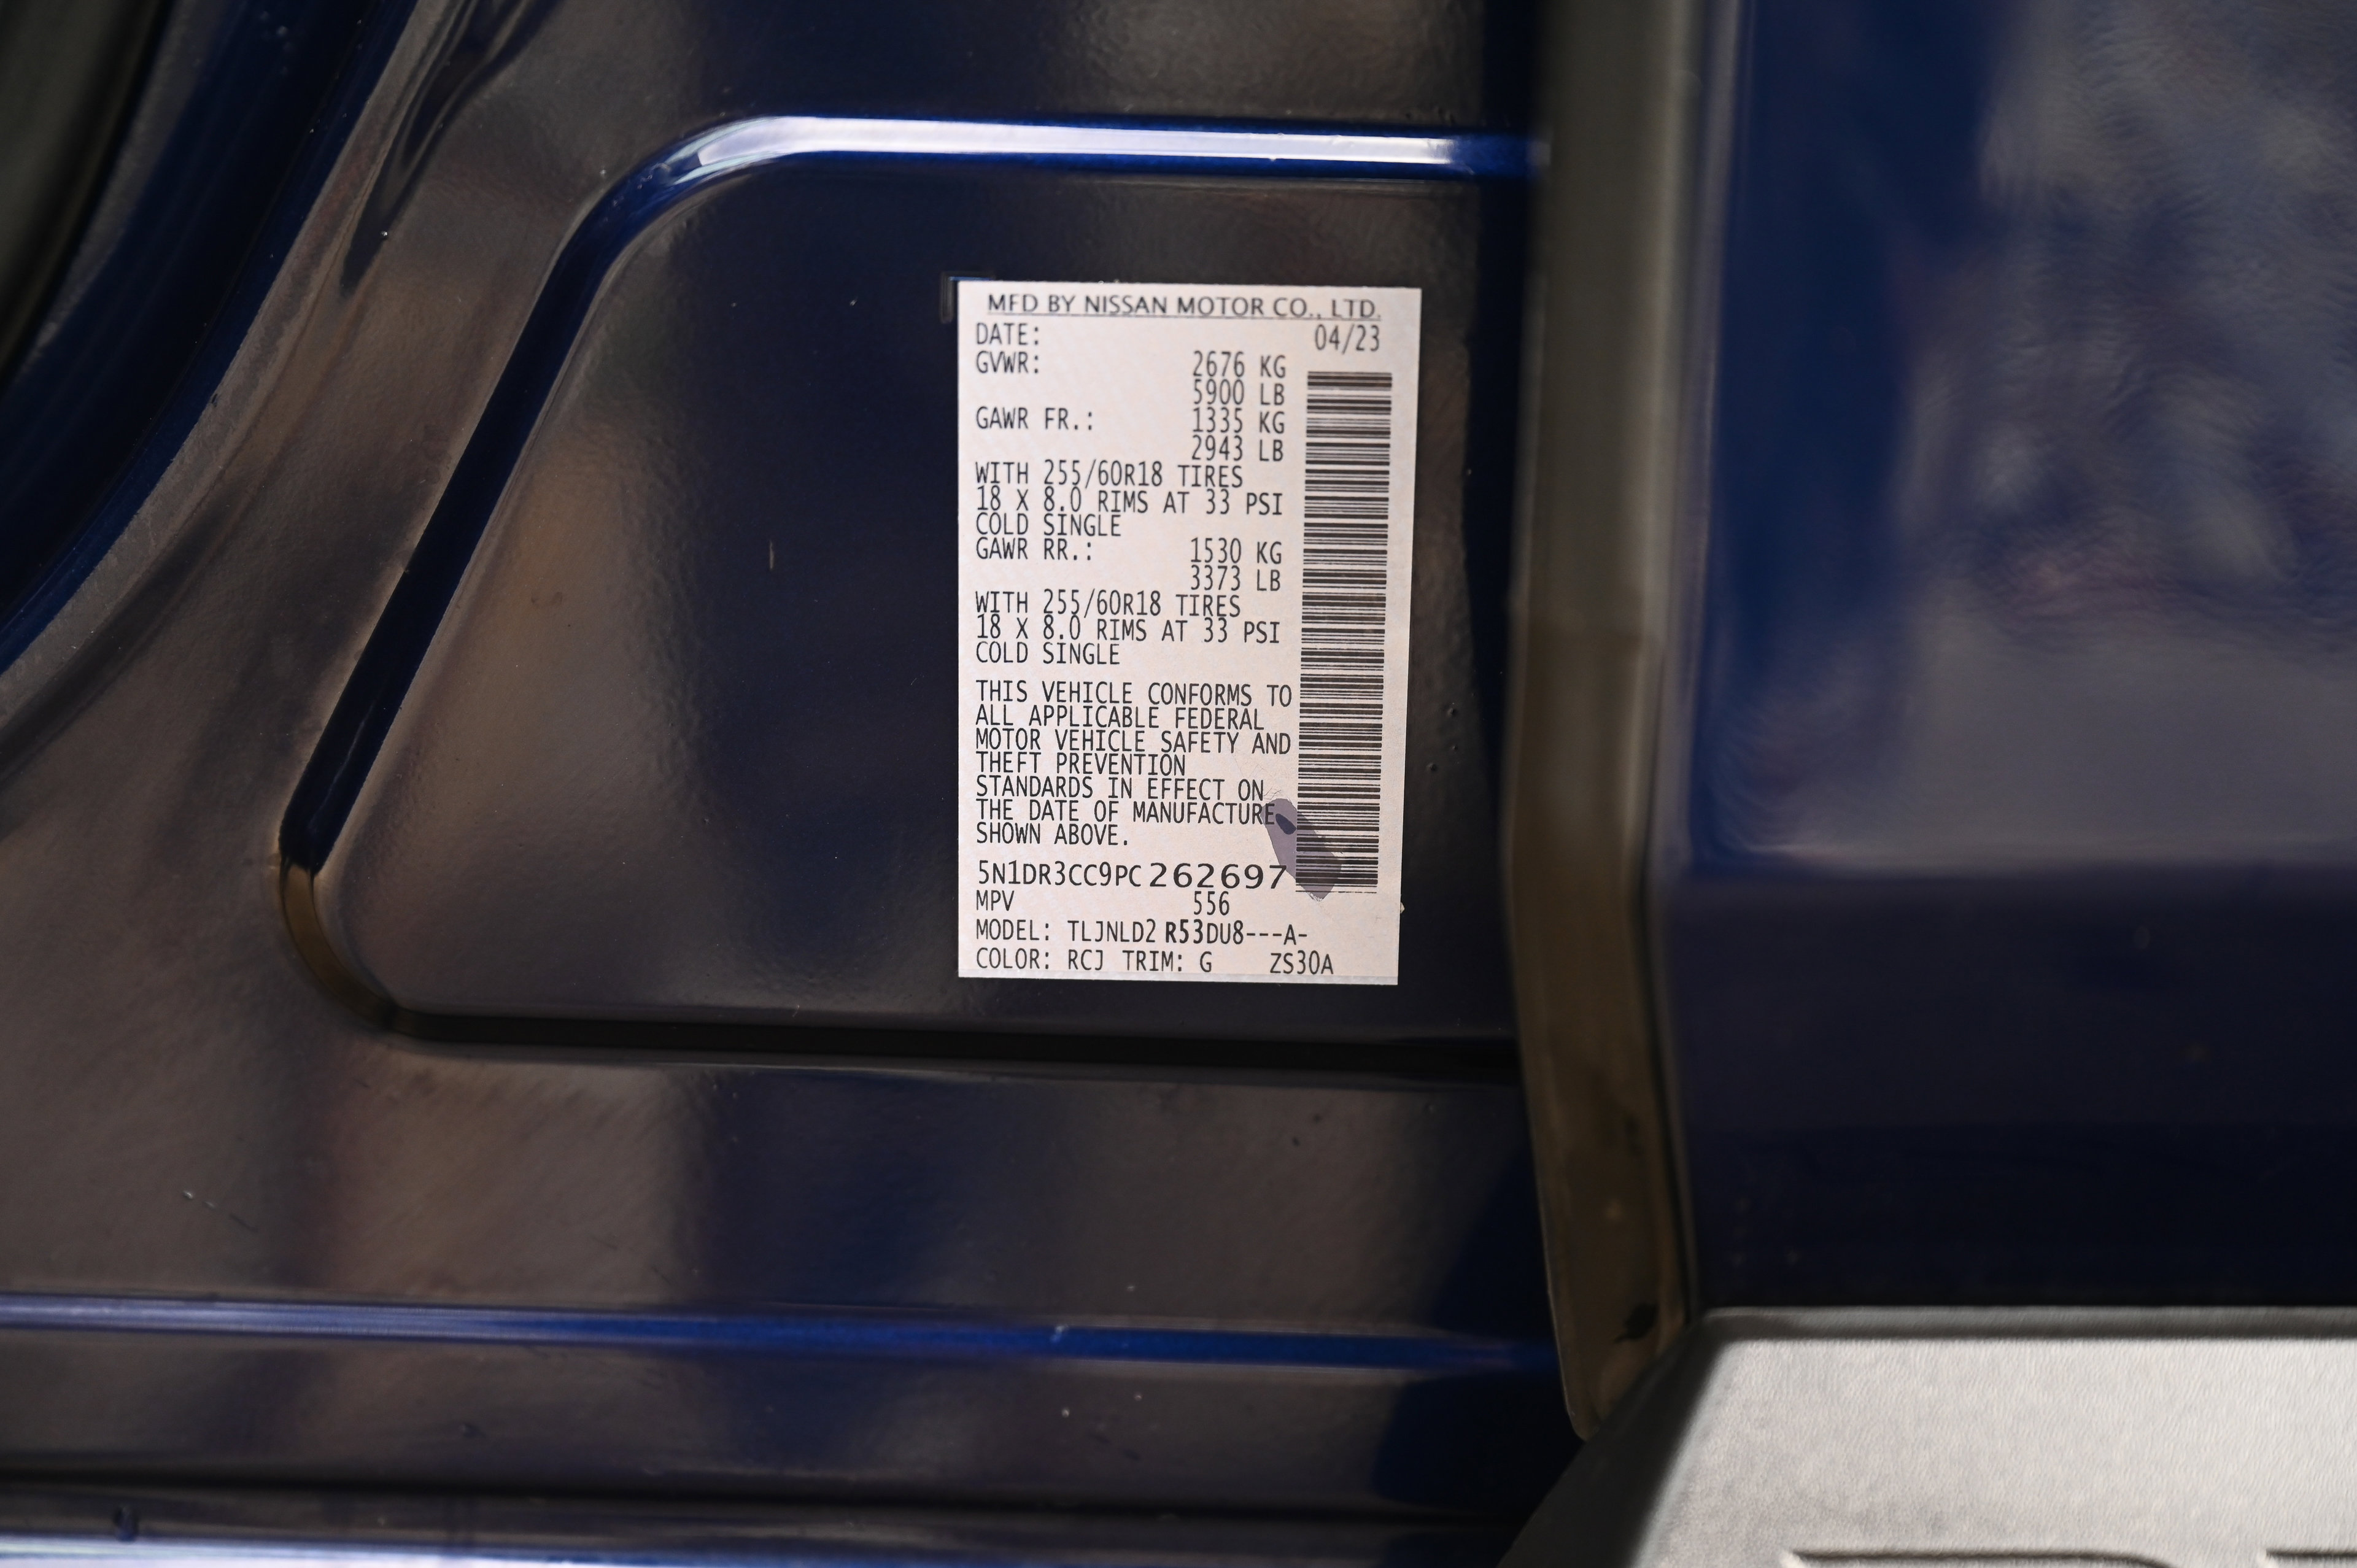 MFD BY NISSAN MOTOR CO., LTD.
DATE: 04/23
GVWR: 2676 KG
5900 LB
GAWR FR.: 1335 KG
2943 LB
WITH 255/60R18 TIRES
18 X 8.0 RIMS AT 33 PSI
COLD SINGLE
GAWR RR.: 1530 KG
3373 LB
WITH 255/60R18 TIRES
18 X 8.0 RIMS AT 33 PSI
COLD SINGLE
THIS VEHICLE CONFORMS TO
ALL APPLICABLE FEDERAL
MOTOR VEHICLE SAFETY AND
THEFT PREVENTION
STANDARDS IN EFFECT ON
THE DATE OF MANUFACTURE
SHOWN ABOVE.
5N1DR3CC9PC262697
MPV 556
MODEL: TLJNLD2 R53DU8---A-
COLOR: RCJ TRIM: G ZS30A